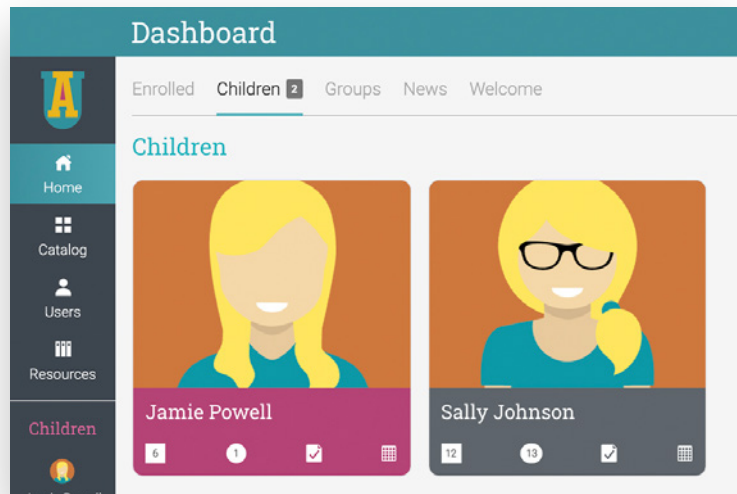 Dashboard
A
Enrolled Children 2 Groups News Welcome
Children
Home
Catalog
Users
Resources
Children
Jamie Powell
6 1
Sally Johnson
12 13